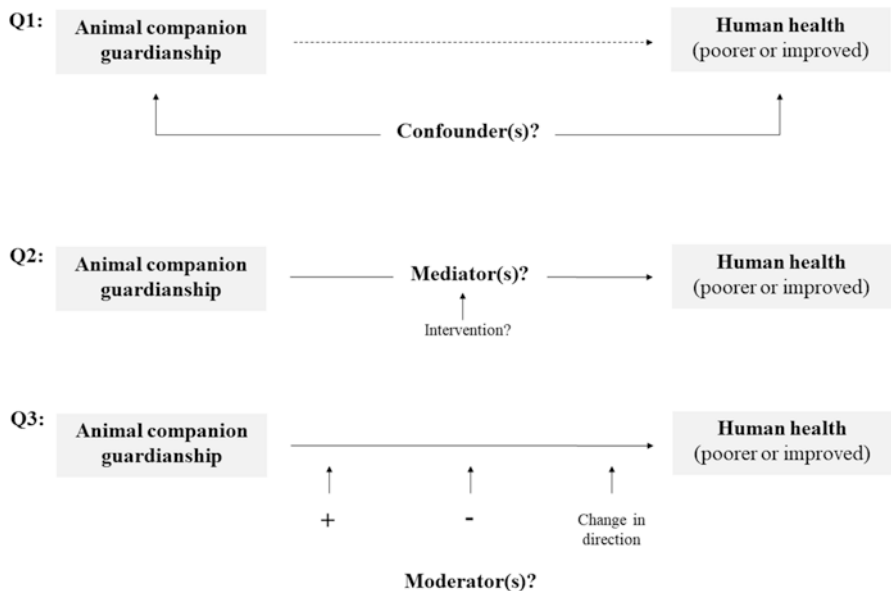 Q1:
Animal companion
guardianship
Human health
(poorer or improved)
Confounder(s)?
Q2:
Animal companion
guardianship
Mediator(s)?
Human health
(poorer or improved)
Intervention?
Q3:
Animal companion
guardianship
Human health
(poorer or improved)
+
-
Change in
direction
Moderator(s)?